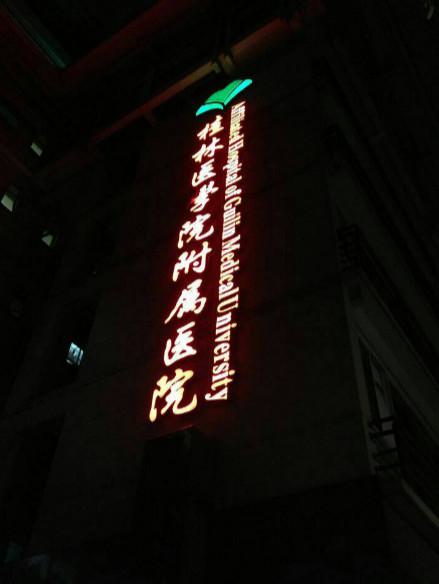 桂林医学院附属医院
Affiliated Hospital of Guilin Medical University